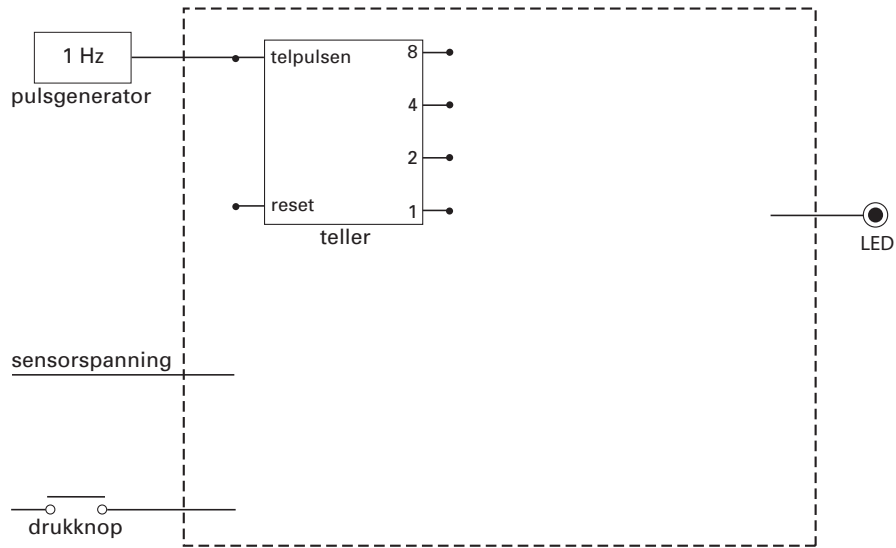 1 Hz
pulsgenerator
telpulsen
8
4
2
reset
1
teller
LED
sensorspanning
drukknop